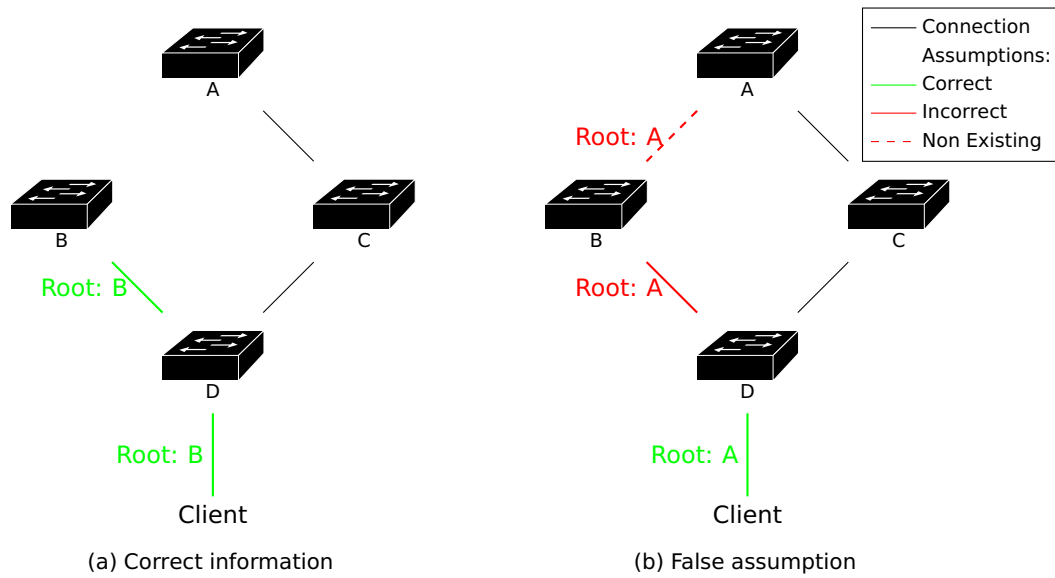 A
B
C
Root: B
D
Root: B
Client
(a) Correct information
A
Root: A
B
C
Root: A
D
Root: A
Client
(b) False assumption
Connection
Assumptions:
Correct
Incorrect
Non Existing